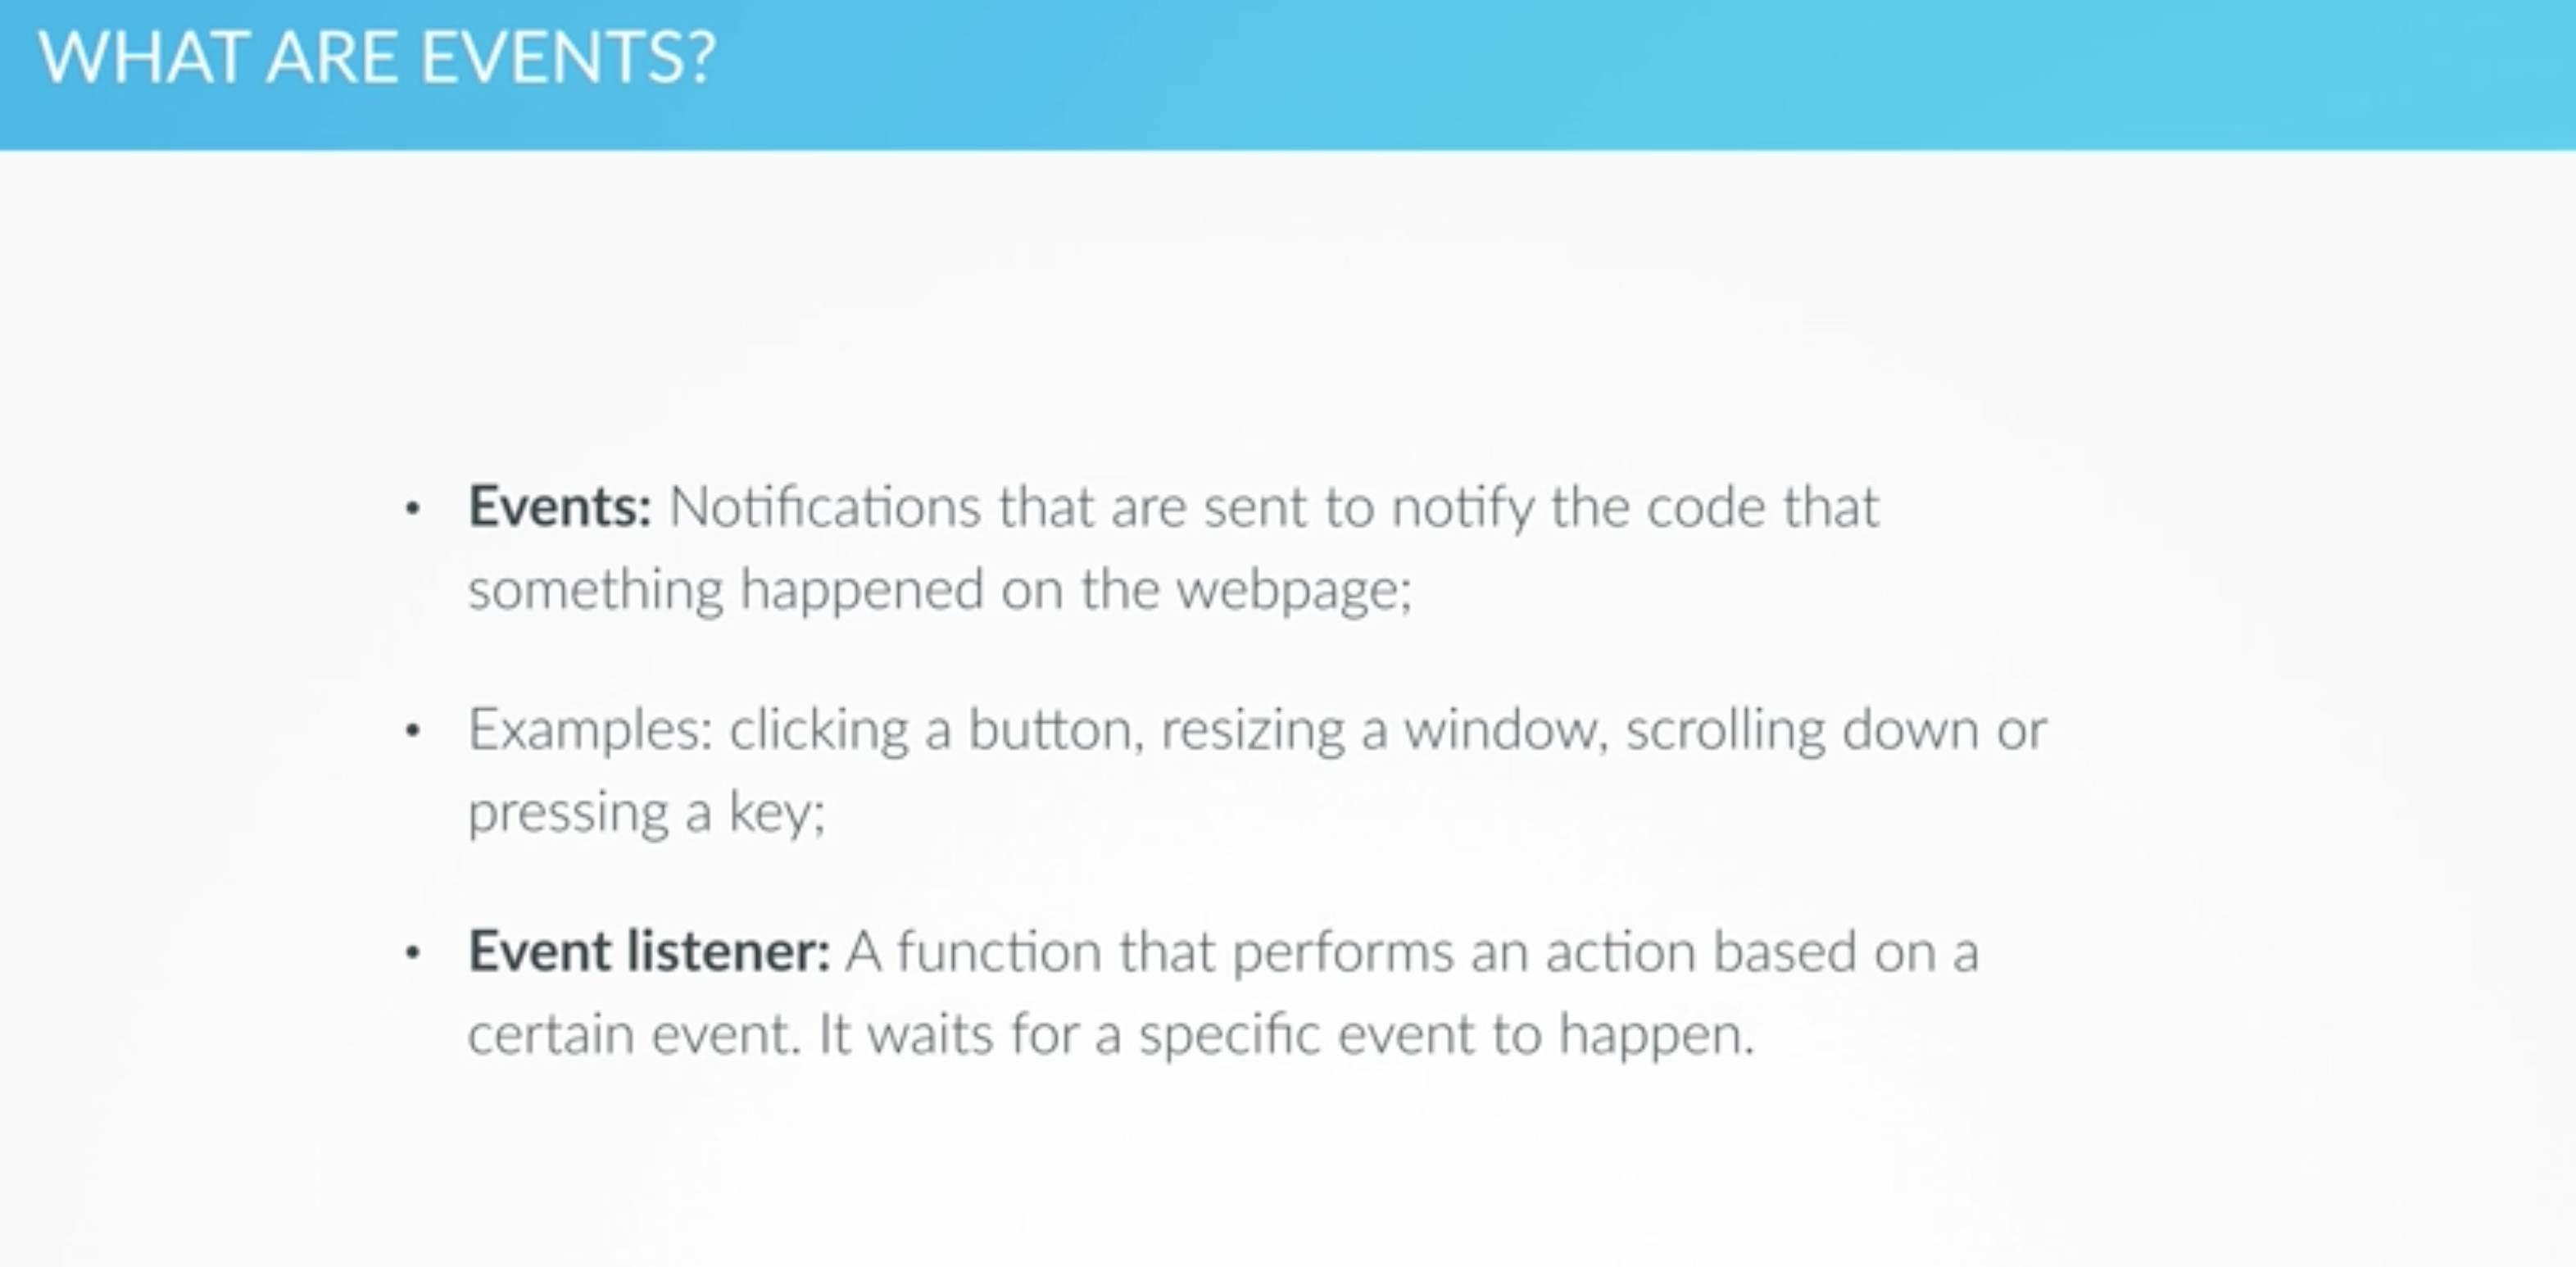 WHAT ARE EVENTS?
• Events: Notifications that are sent to notify the code that
something happened on the webpage;
• Examples: clicking a button, resizing a window, scrolling down or
pressing a key;
• Event listener: A function that performs an action based on a
certain event. It waits for a specific event to happen.